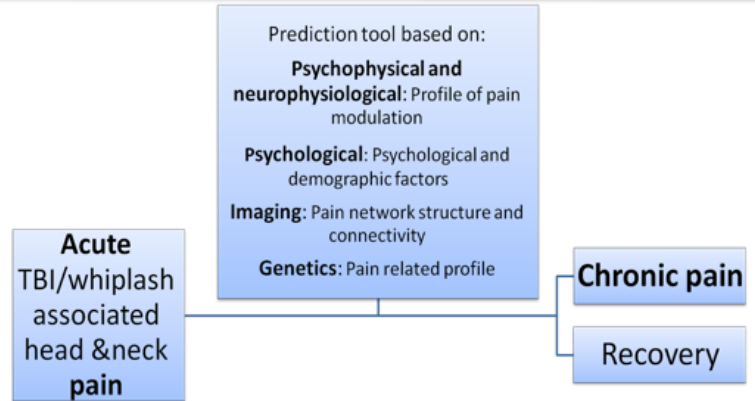 Prediction tool based on:
Psychophysical and
neurophysiological: Profile of pain
modulation
Psychological: Psychological and
demographic factors
Imaging: Pain network structure and
connectivity
Genetics: Pain related profile
Acute
TBI/whiplash
associated
head &neck
pain
Chronic pain
Recovery